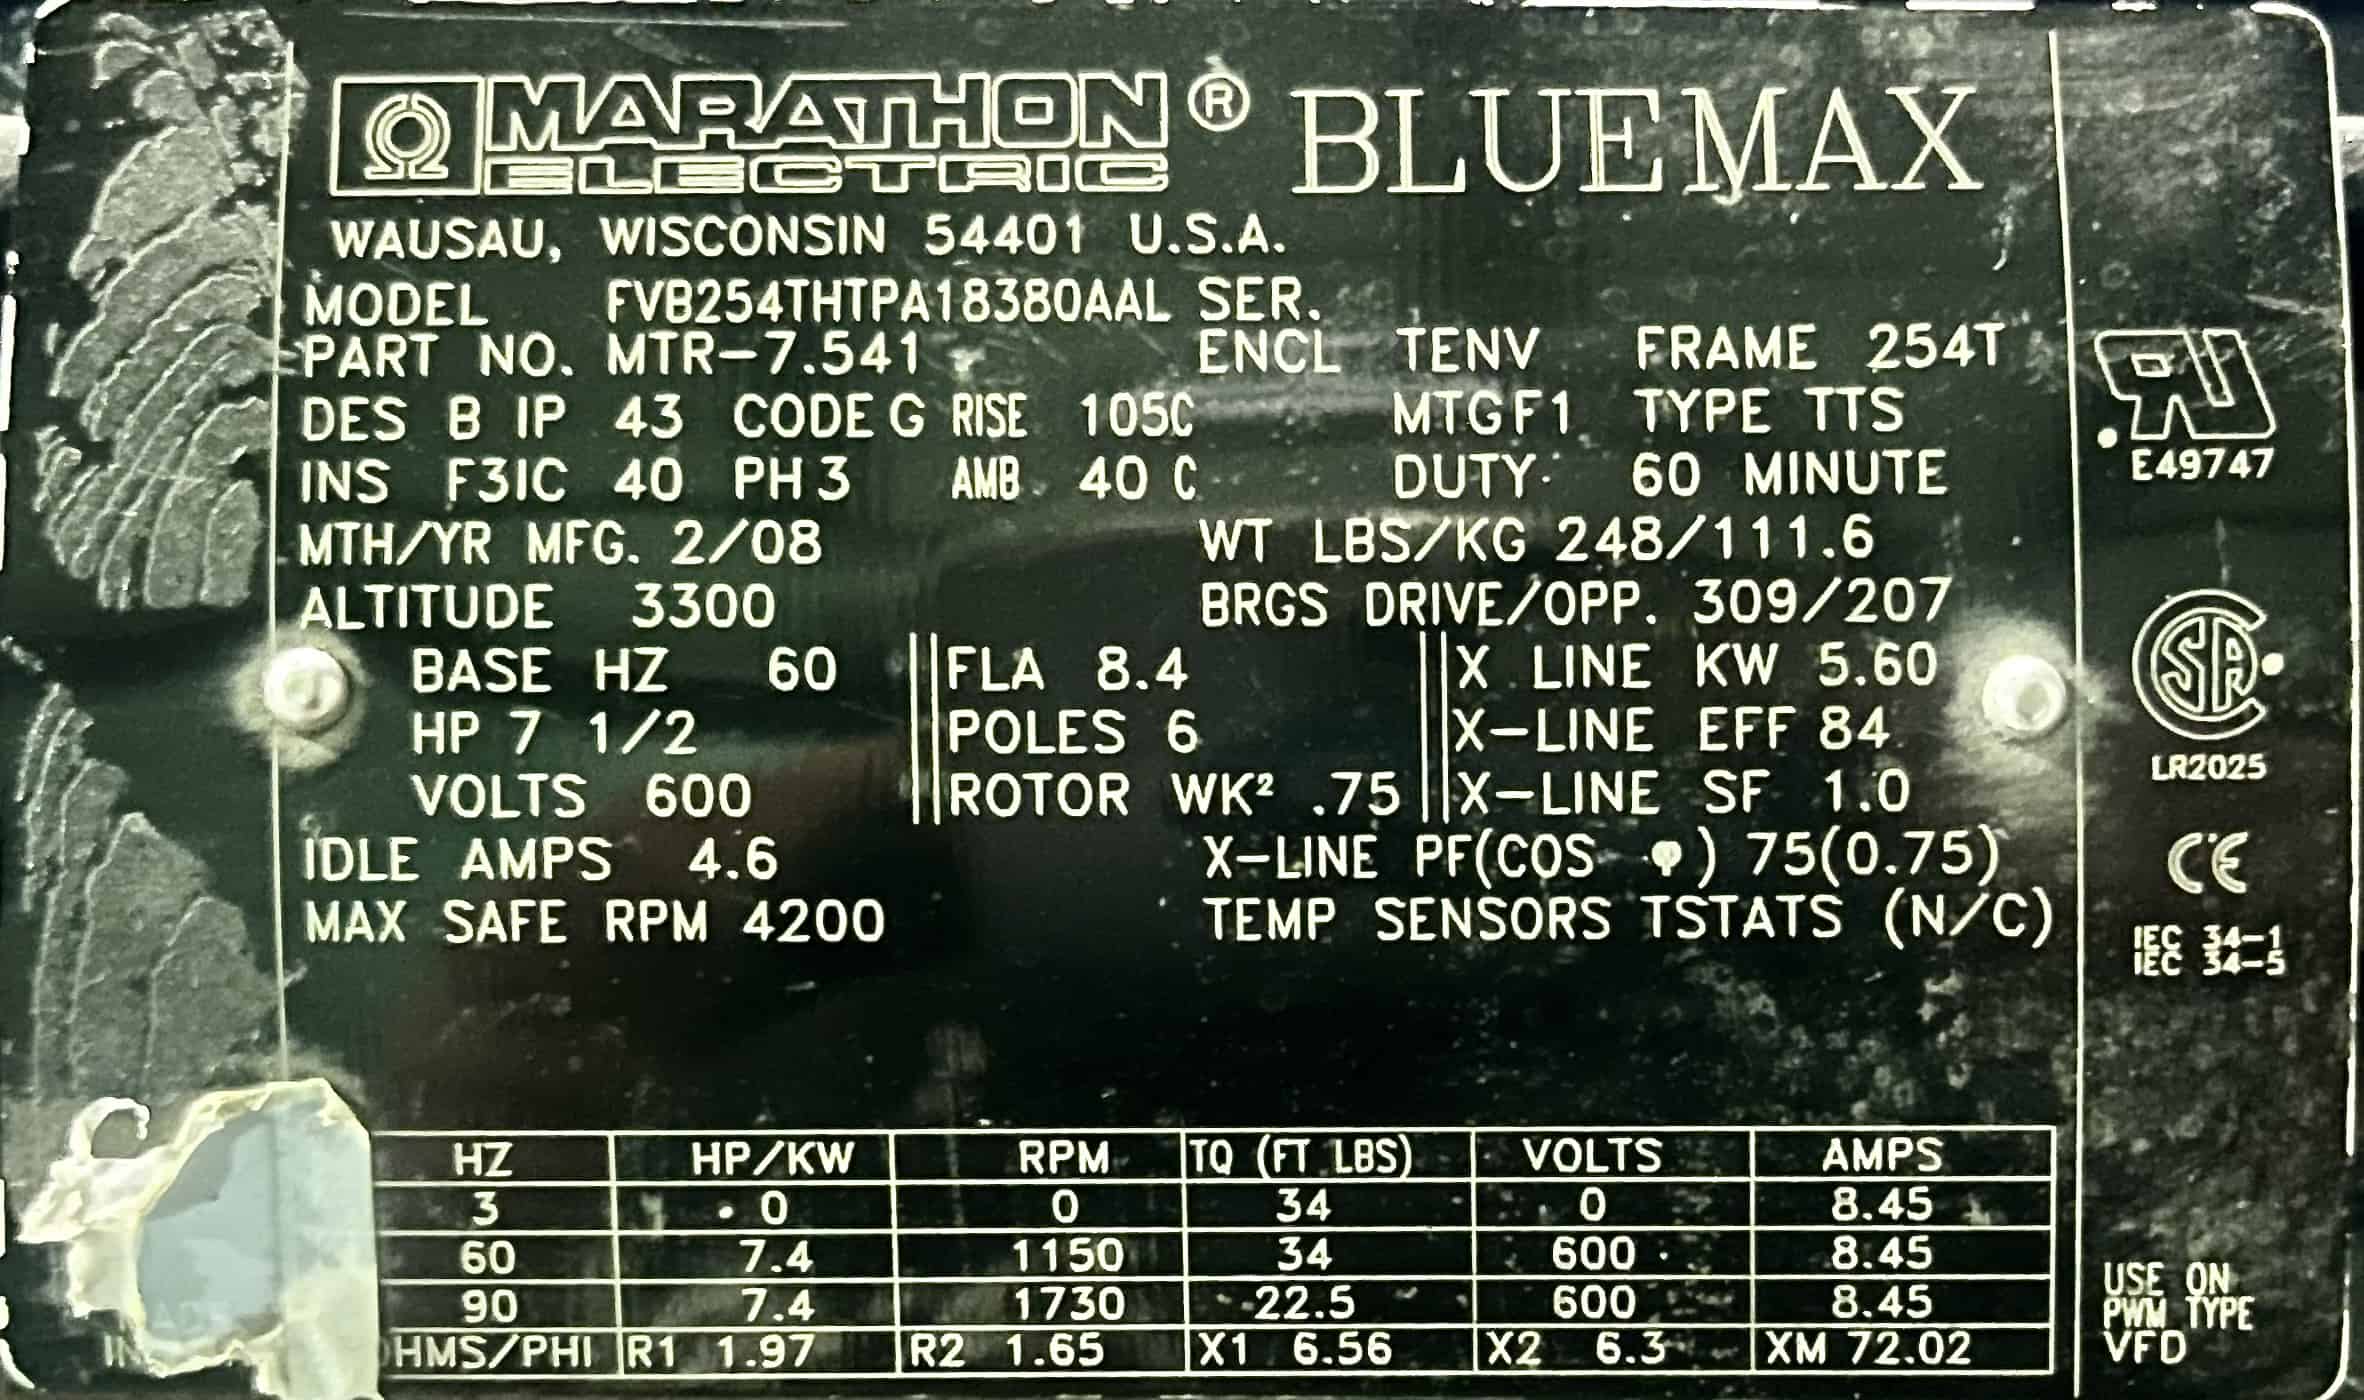 MARATHON® BLUE MAX
ELECTRIC
WAUSAU, WISCONSIN 54401 U.S.A.
MODEL FVB254THTPA18380AAL SER.
PART NO. MTR-7.541 ENCL TENV FRAME 254T
DES B IP 43 CODE G RISE 105C MTG F1 TYPE TTS
INS F3IC 40 PH 3 AMB 40 C DUTY 60 MINUTE
MTH/YR MFG. 2/08 WT LBS/KG 248/111.6
ALTITUDE 3300 BRGS DRIVE/OPP. 309/207
BASE HZ 60 FLA 8.4 X LINE KW 5.60
HP 7 1/2 POLES 6 X-LINE EFF 84
VOLTS 600 ROTOR WK² .75 X-LINE SF 1.0
IDLE AMPS 4.6 X-LINE PF(COS φ) 75(0.75)
MAX SAFE RPM 4200 TEMP SENSORS TSTATS (N/C)
HZ HP/KW RPM TQ (FT LBS) VOLTS AMPS
3 0 0 34 0 8.45
60 7.4 1150 34 600 8.45
90 7.4 1730 22.5 600 8.45
HMS/PHI R1 1.97 R2 1.65 X1 6.56 X2 6.3 XM 72.02
RU
E49747
CSA
LR2025
CE
IEC 34-1
IEC 34-5
USE ON
PWM TYPE
VFD